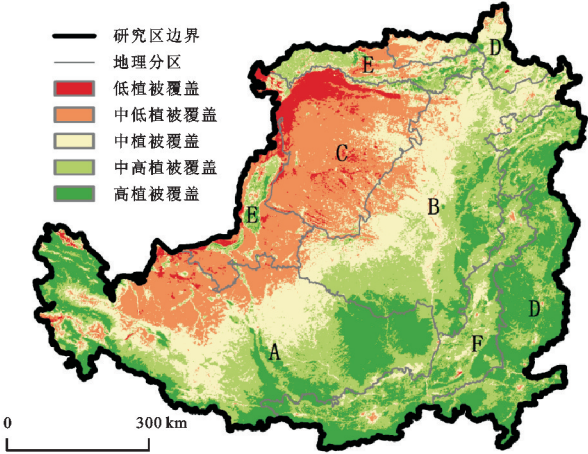 研究区边界
地理分区
低植被覆盖
中低植被覆盖
中植被覆盖
中高植被覆盖
高植被覆盖
D
E
C
E
B
D
A
F
0 300 km